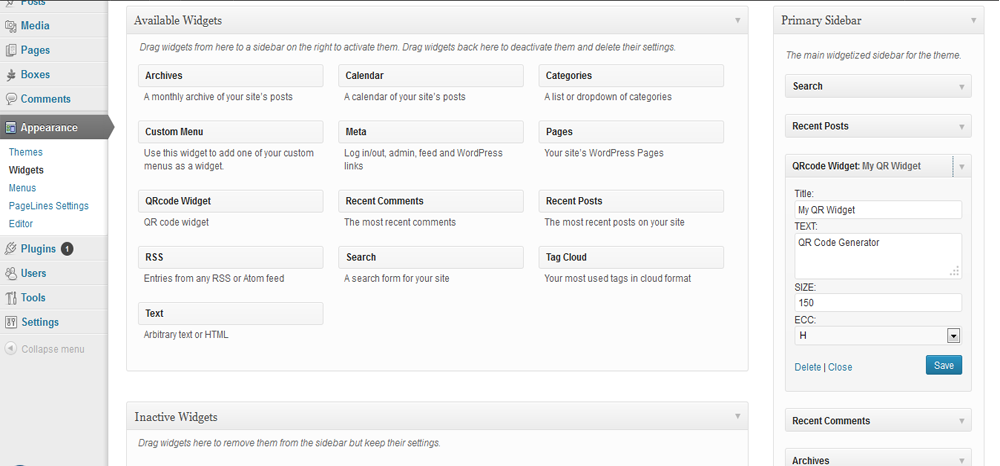 Posts
Media
Pages
Boxes
Comments
Appearance
Themes
Widgets
Menus
PageLines Settings
Editor
Plugins 1
Users
Tools
Settings
Collapse menu
Available Widgets
Drag widgets from here to a sidebar on the right to activate them. Drag widgets back here to deactivate them and delete their settings.
Archives
A monthly archive of your site's posts
Calendar
A calendar of your site's posts
Categories
A list or dropdown of categories
Custom Menu
Use this widget to add one of your custom
menus as a widget.
Meta
Log in/out, admin, feed and WordPress
links
Pages
Your site's WordPress Pages
QRcode Widget
QR code widget
Recent Comments
The most recent comments
Recent Posts
The most recent posts on your site
RSS
Entries from any RSS or Atom feed
Search
A search form for your site
Tag Cloud
Your most used tags in cloud format
Text
Arbitrary text or HTML
Inactive Widgets
Drag widgets here to remove them from the sidebar but keep their settings.
Primary Sidebar
The main widgetized sidebar for the theme.
Search
Recent Posts
QRcode Widget: My QR Widget
Title:
My QR Widget
TEXT:
QR Code Generator
SIZE:
150
ECC:
H
Delete | Close
Save
Recent Comments
Archives